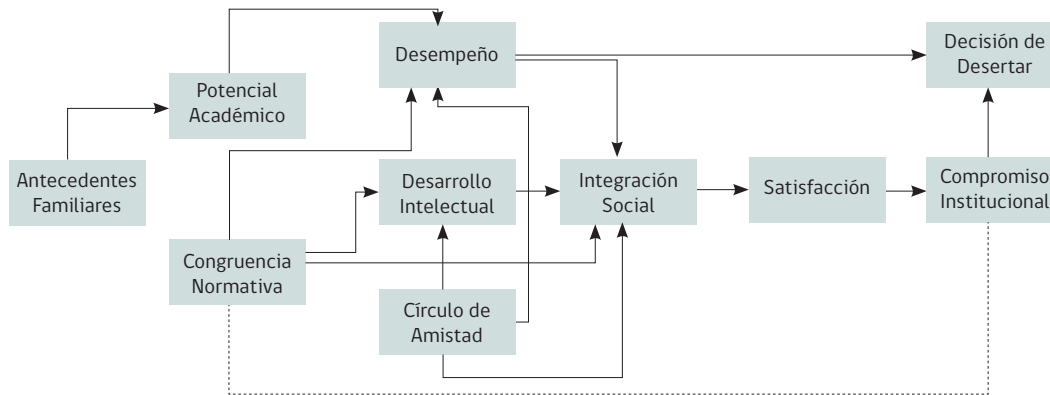 Desempeño
Decisión de
Desertar
Potencial
Académico
Antecedentes
Familiares
Desarrollo
Intelectual
Integración
Social
Satisfacción
Compromiso
Institucional
Congruencia
Normativa
Círculo de
Amistad